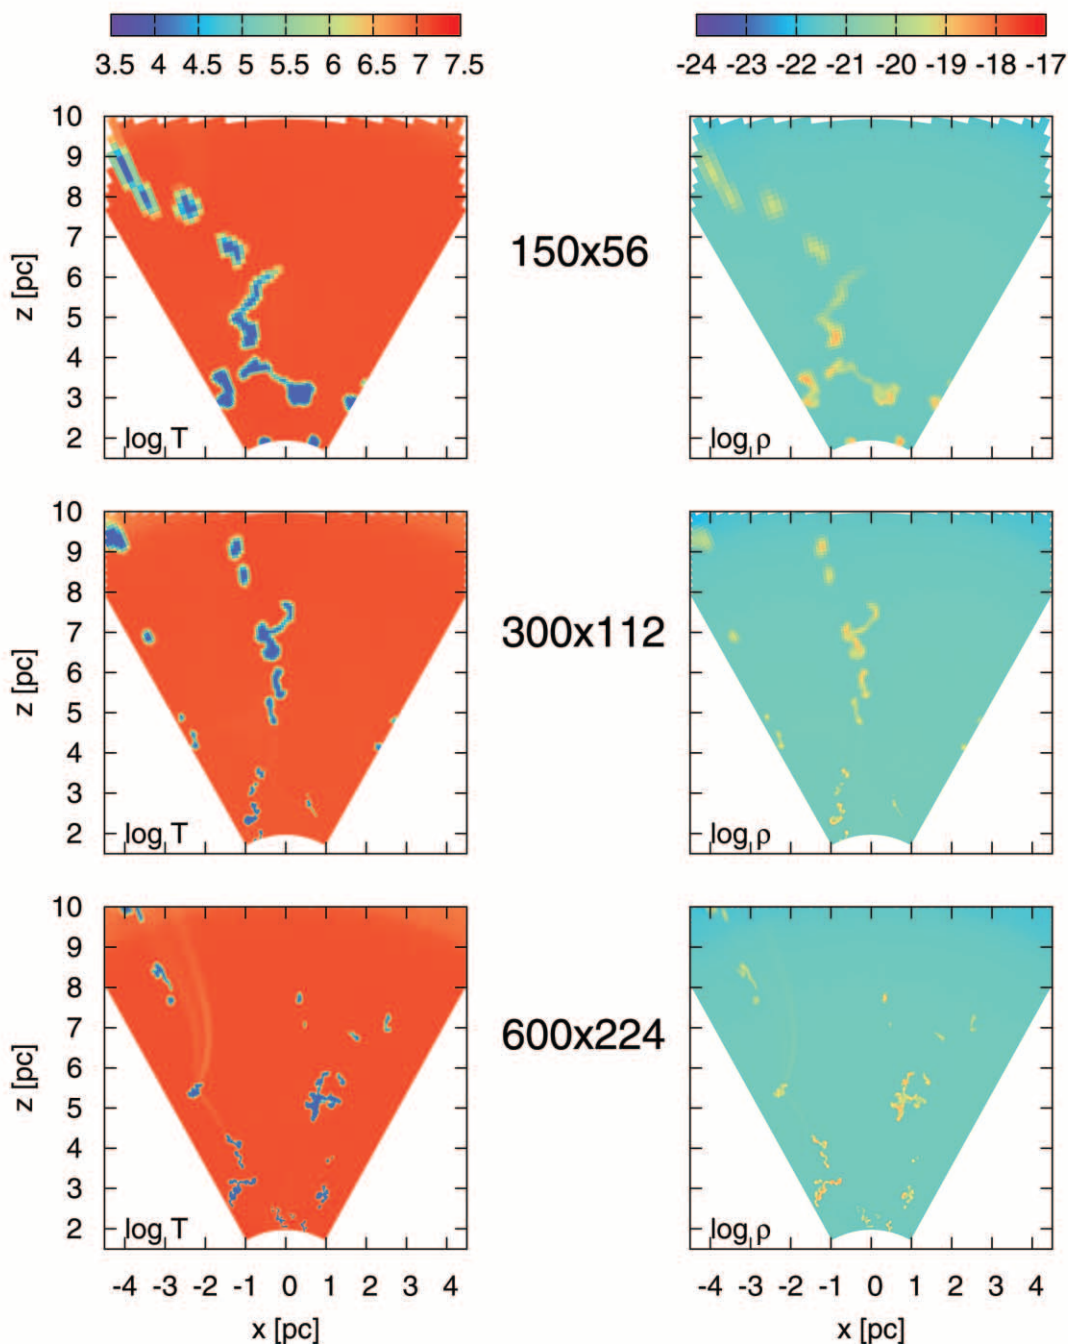 3.5 4 4.5 5 5.5 6 6.5 7 7.5
-24 -23 -22 -21 -20 -19 -18 -17
10
9
8
7
6
5
4
3
2
z [pc]
log T
150x56
log ρ
10
9
8
7
6
5
4
3
2
z [pc]
log T
300x112
log ρ
10
9
8
7
6
5
4
3
2
z [pc]
log T
600x224
log ρ
-4 -3 -2 -1 0 1 2 3 4
x [pc]
-4 -3 -2 -1 0 1 2 3 4
x [pc]